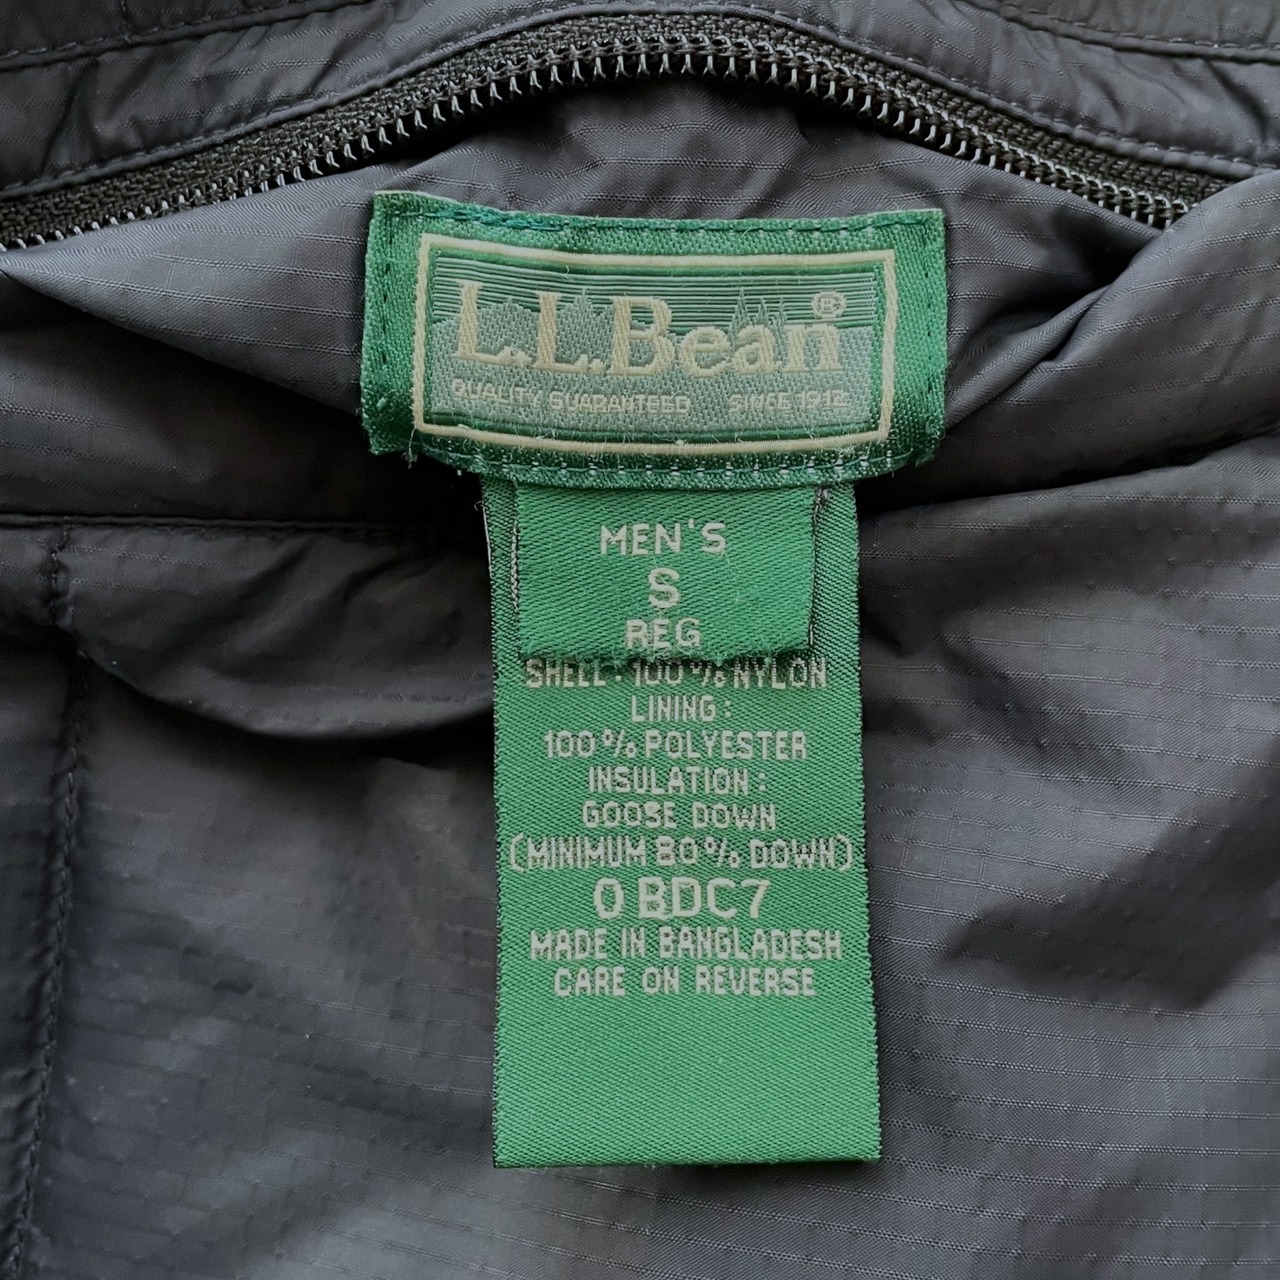 L.L.Bean®
QUALITY GUARANTEED SINCE 1912
MEN'S
S
REG
SHELL: 100% NYLON
LINING:
100% POLYESTER
INSULATION:
GOOSE DOWN
(MINIMUM 80% DOWN)
0 BDC7
MADE IN BANGLADESH
CARE ON REVERSE